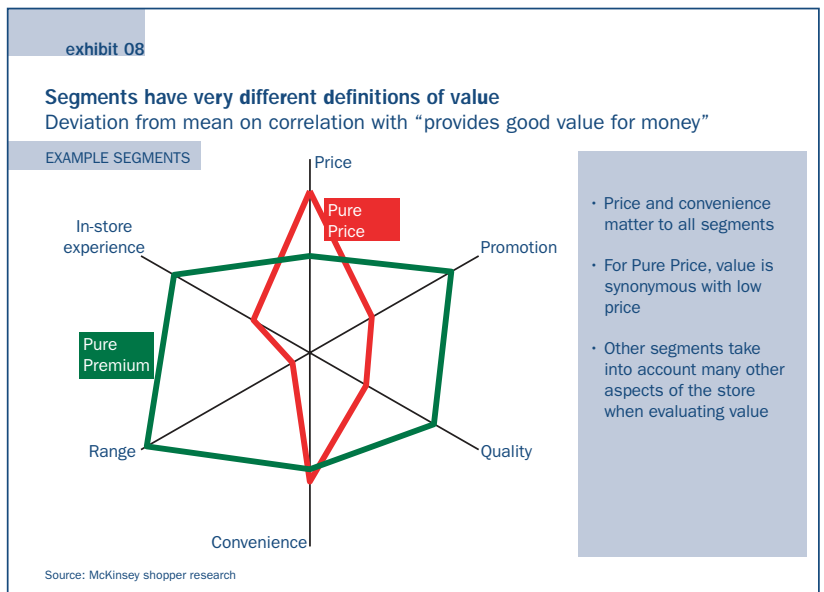 exhibit 08
Segments have very different definitions of value
Deviation from mean on correlation with “provides good value for money”
EXAMPLE SEGMENTS
Price
Pure
Price
In-store
experience
Promotion
Pure
Premium
Range
Quality
Convenience
· Price and convenience
matter to all segments
· For Pure Price, value is
synonymous with low
price
· Other segments take
into account many other
aspects of the store
when evaluating value
Source: McKinsey shopper research